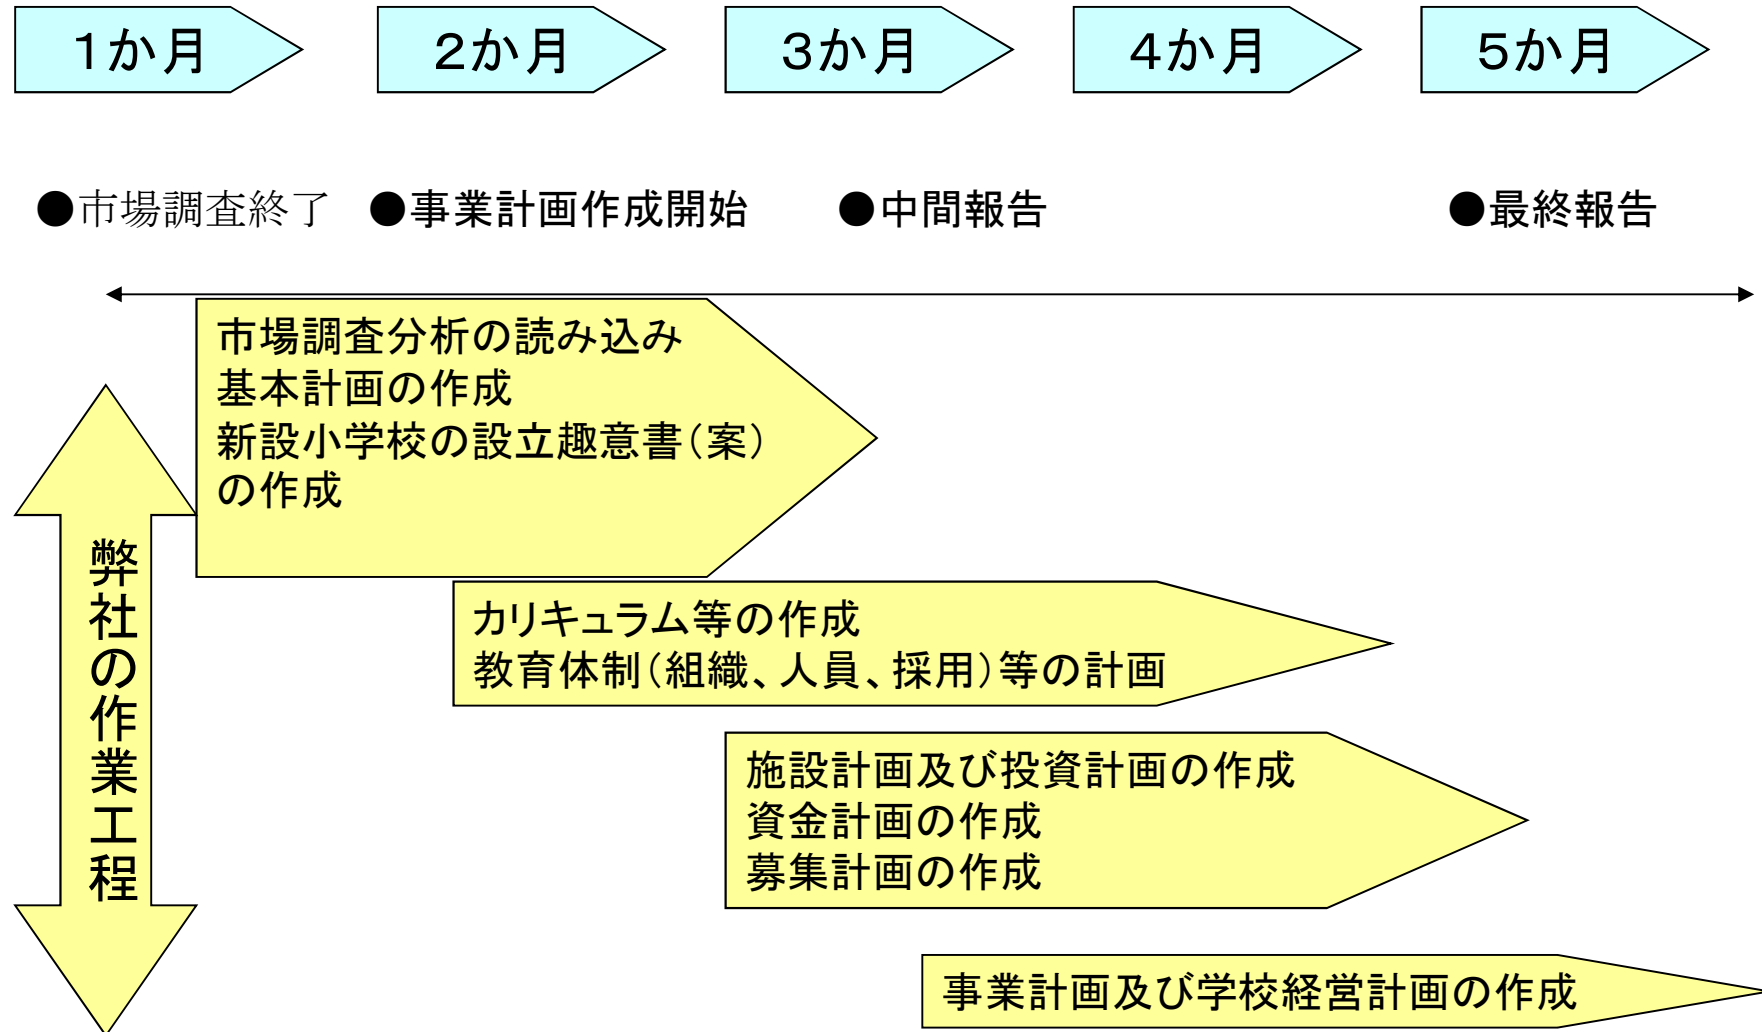 １か月
２か月
３か月
４か月
５か月
●市場調査終了
●事業計画作成開始
●中間報告
●最終報告
市場調査分析の読み込み
基本計画の作成
新設小学校の設立趣意書（案）
の作成
弊社の作業工程
カリキュラム等の作成
教育体制（組織、人員、採用）等の計画
施設計画及び投資計画の作成
資金計画の作成
募集計画の作成
事業計画及び学校経営計画の作成